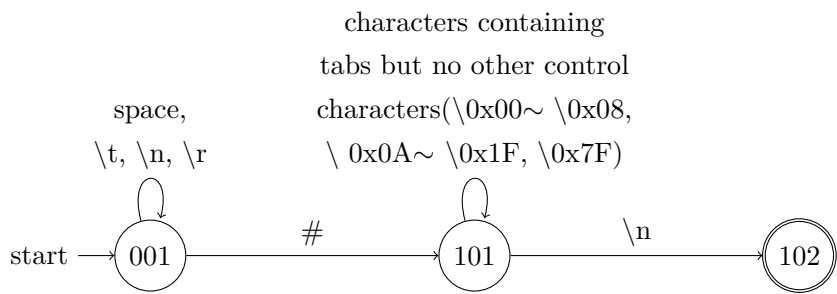 characters containing
tabs but no other control
characters(\0x00∼ \0x08,
\ 0x0A∼ \0x1F, \0x7F)
space,
\t, \n, \r
start
001
#
101
\n
102